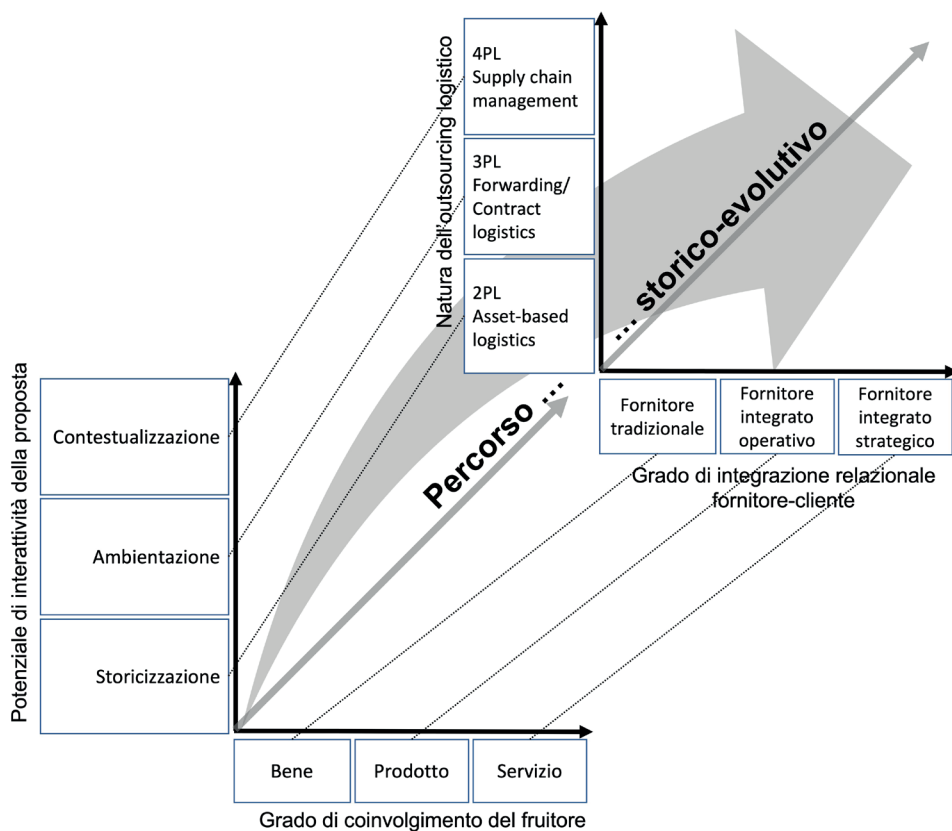 Natura dell'outsourcing logistico
4PL
Supply chain
management
3PL
Forwarding/
Contract
logistics
2PL
Asset-based
logistics
Percorso ...
... storico-evolutivo
Fornitore
tradizionale
Fornitore
integrato
operativo
Fornitore
integrato
strategico
Grado di integrazione relazionale
fornitore-cliente
Potenziale di interattività della proposta
Contestualizzazione
Ambientazione
Storicizzazione
Bene
Prodotto
Servizio
Grado di coinvolgimento del fruitore